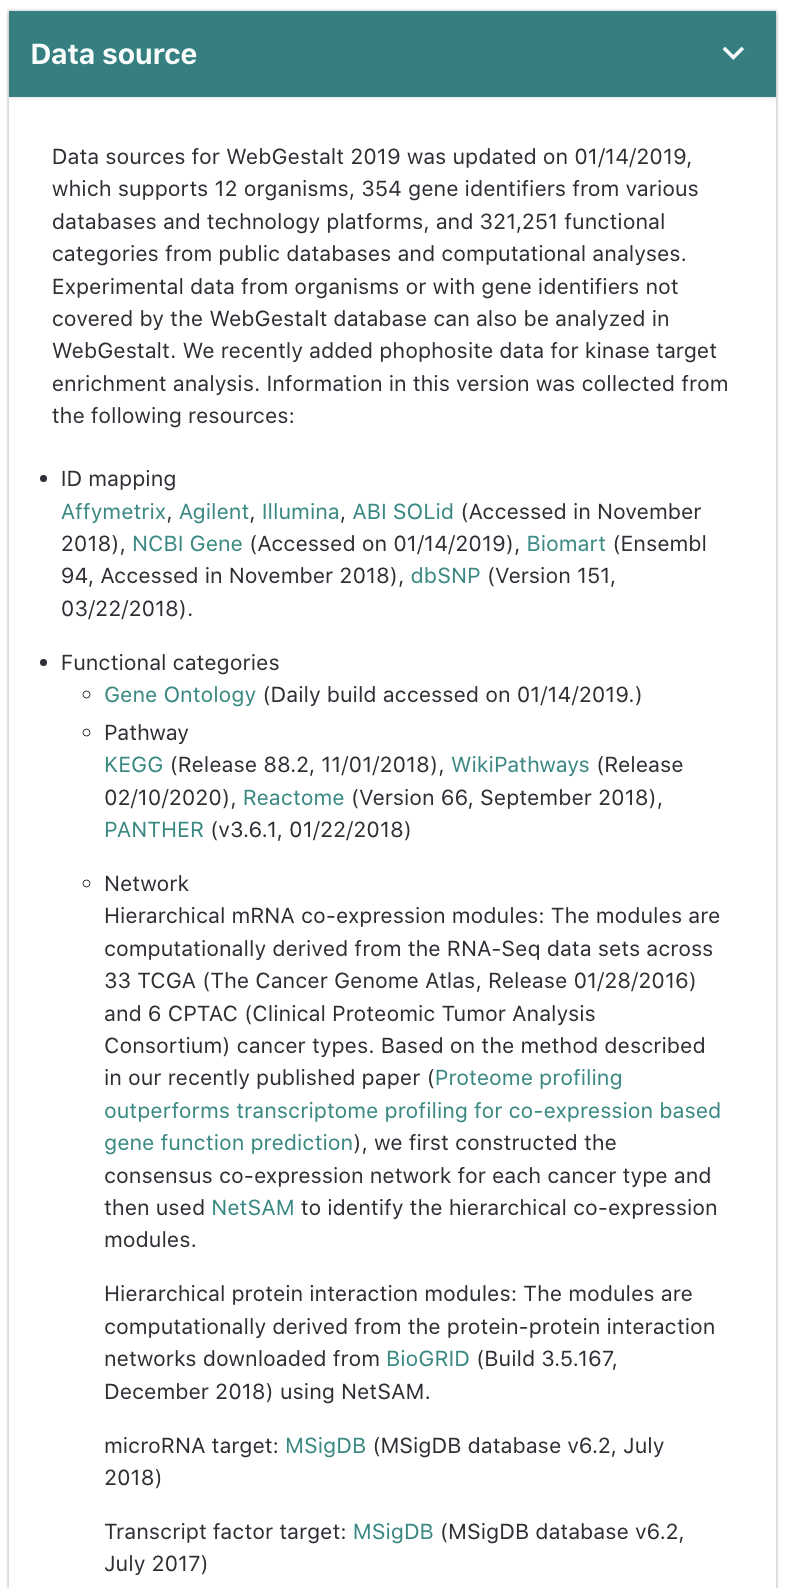 Data source
Data sources for WebGestalt 2019 was updated on 01/14/2019,
which supports 12 organisms, 354 gene identifiers from various
databases and technology platforms, and 321,251 functional
categories from public databases and computational analyses.
Experimental data from organisms or with gene identifiers not
covered by the WebGestalt database can also be analyzed in
WebGestalt. We recently added phophosite data for kinase target
enrichment analysis. Information in this version was collected from
the following resources:
• ID mapping
Affymetrix, Agilent, Illumina, ABI SOLid (Accessed in November
2018), NCBI Gene (Accessed on 01/14/2019), Biomart (Ensembl
94, Accessed in November 2018), dbSNP (Version 151,
03/22/2018).
• Functional categories
◦ Gene Ontology (Daily build accessed on 01/14/2019.)
◦ Pathway
KEGG (Release 88.2, 11/01/2018), WikiPathways (Release
02/10/2020), Reactome (Version 66, September 2018),
PANTHER (v3.6.1, 01/22/2018)
◦ Network
Hierarchical mRNA co-expression modules: The modules are
computationally derived from the RNA-Seq data sets across
33 TCGA (The Cancer Genome Atlas, Release 01/28/2016)
and 6 CPTAC (Clinical Proteomic Tumor Analysis
Consortium) cancer types. Based on the method described
in our recently published paper (Proteome profiling
outperforms transcriptome profiling for co-expression based
gene function prediction), we first constructed the
consensus co-expression network for each cancer type and
then used NetSAM to identify the hierarchical co-expression
modules.
Hierarchical protein interaction modules: The modules are
computationally derived from the protein-protein interaction
networks downloaded from BioGRID (Build 3.5.167,
December 2018) using NetSAM.
microRNA target: MSigDB (MSigDB database v6.2, July
2018)
Transcript factor target: MSigDB (MSigDB database v6.2,
July 2017)